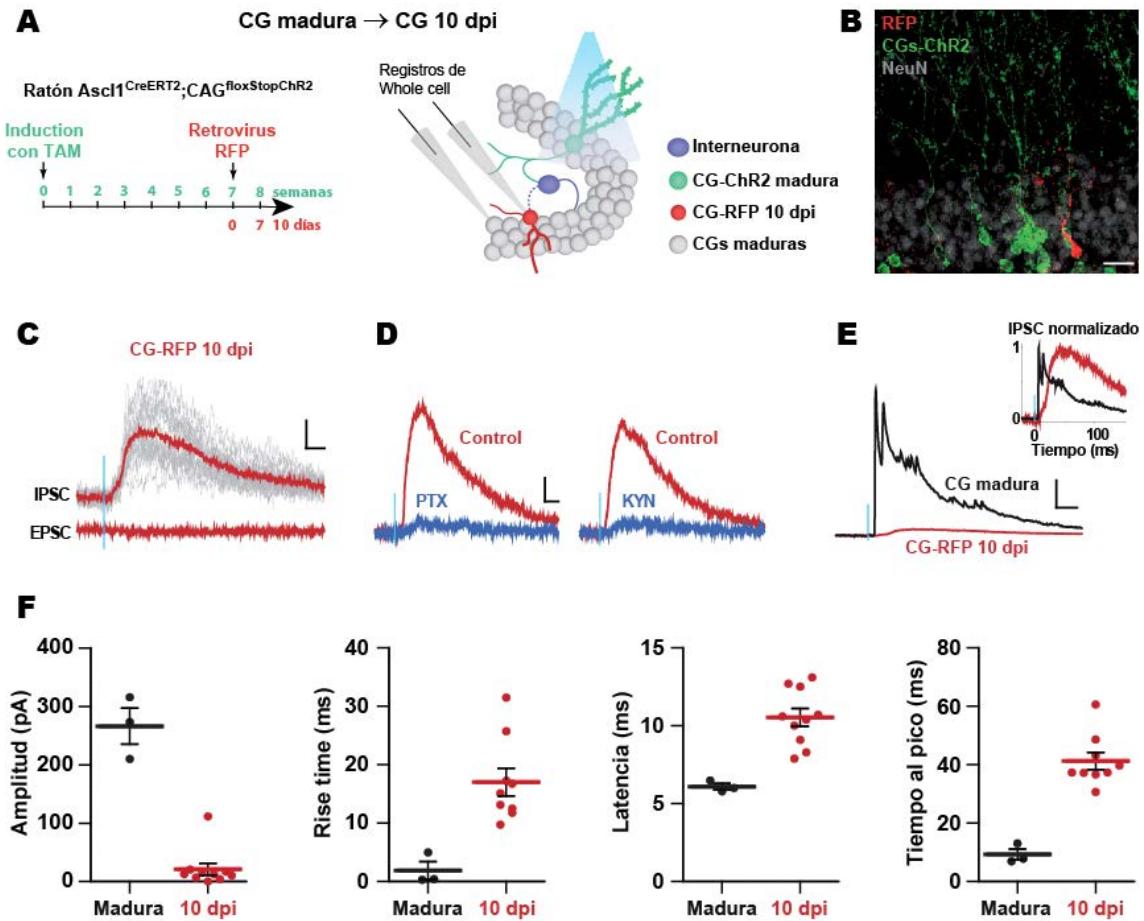 A
CG madura → CG 10 dpi
Ratón Ascl1CreERT2;CAGfloxStopChR2
Induction
con TAM
Retrovirus
RFP
0 1 2 3 4 5 6 7 8 semanas
0 7 10 días
Registros de
Whole cell
Interneurona
CG-ChR2 madura
CG-RFP 10 dpi
CGs maduras
B
RFP
CGs-ChR2
NeuN
C
CG-RFP 10 dpi
IPSC
EPSC
D
Control
PTX
Control
KYN
E
IPSC normalizado
1
0
0 100
Tiempo (ms)
CG madura
CG-RFP 10 dpi
F
Amplitud (pA)
400
300
200
100
0
Madura 10 dpi
Rise time (ms)
40
30
20
10
0
Madura 10 dpi
Latencia (ms)
15
10
5
0
Madura 10 dpi
Tiempo al pico (ms)
80
60
40
20
0
Madura 10 dpi